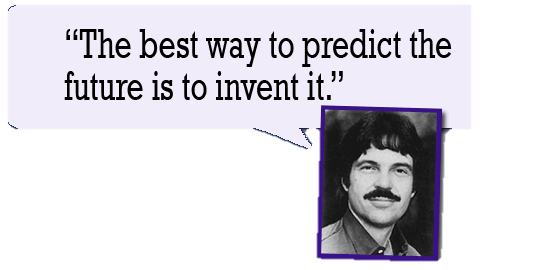 “The best way to predict the
future is to invent it.”